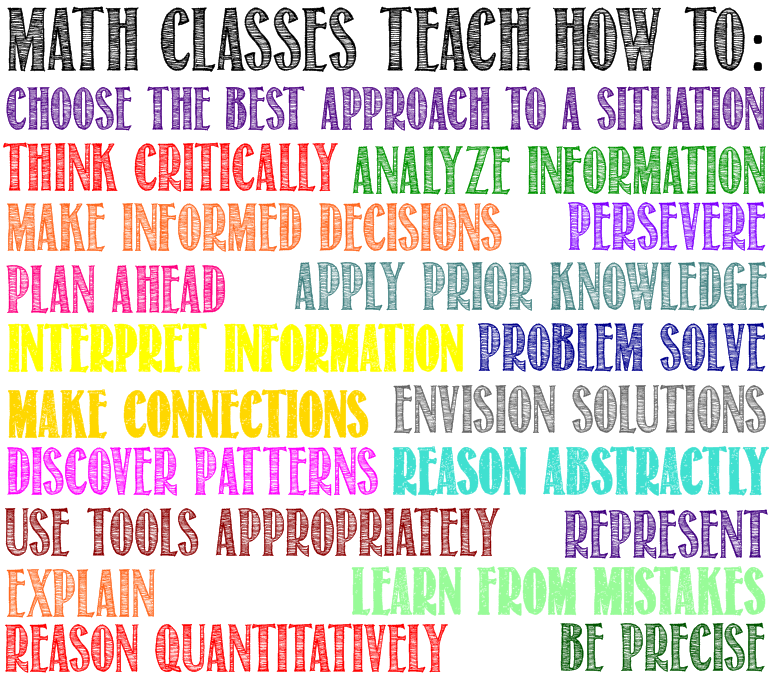 MATH CLASSES TEACH HOW TO:
CHOOSE THE BEST APPROACH TO A SITUATION
THINK CRITICALLY ANALYZE INFORMATION
MAKE INFORMED DECISIONS PERSEVERE
PLAN AHEAD APPLY PRIOR KNOWLEDGE
INTERPRET INFORMATION PROBLEM SOLVE
MAKE CONNECTIONS ENVISION SOLUTIONS
DISCOVER PATTERNS REASON ABSTRACTLY
USE TOOLS APPROPRIATELY REPRESENT
EXPLAIN LEARN FROM MISTAKES
REASON QUANTITATIVELY BE PRECISE